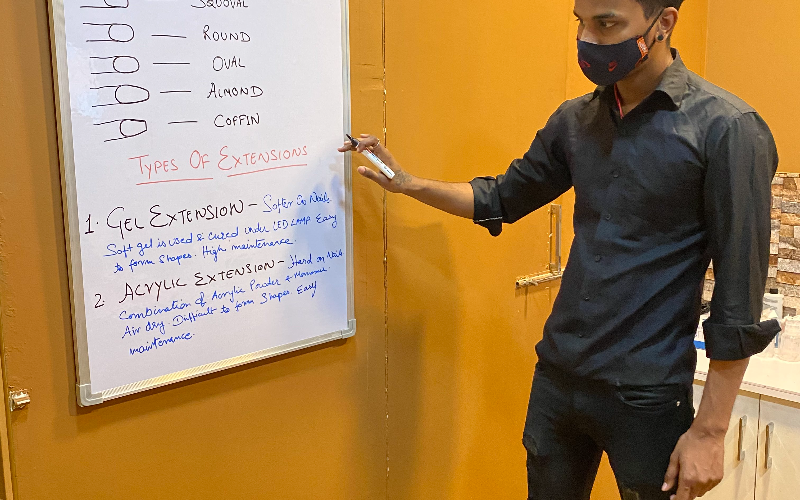 SQUOVAL
ROUND
OVAL
ALMOND
COFFIN
TYPES OF EXTENSIONS
1. GEL EXTENSION - Softer On Nails
Soft gel is used & cured under LED LAMP Easy
to form shapes. High maintenance.
2. ACRYLIC EXTENSION - Hard on Nails
Combination of Acrylic Powder + Monomer.
Air dry. Difficult to form Shapes. Easy
maintenance.